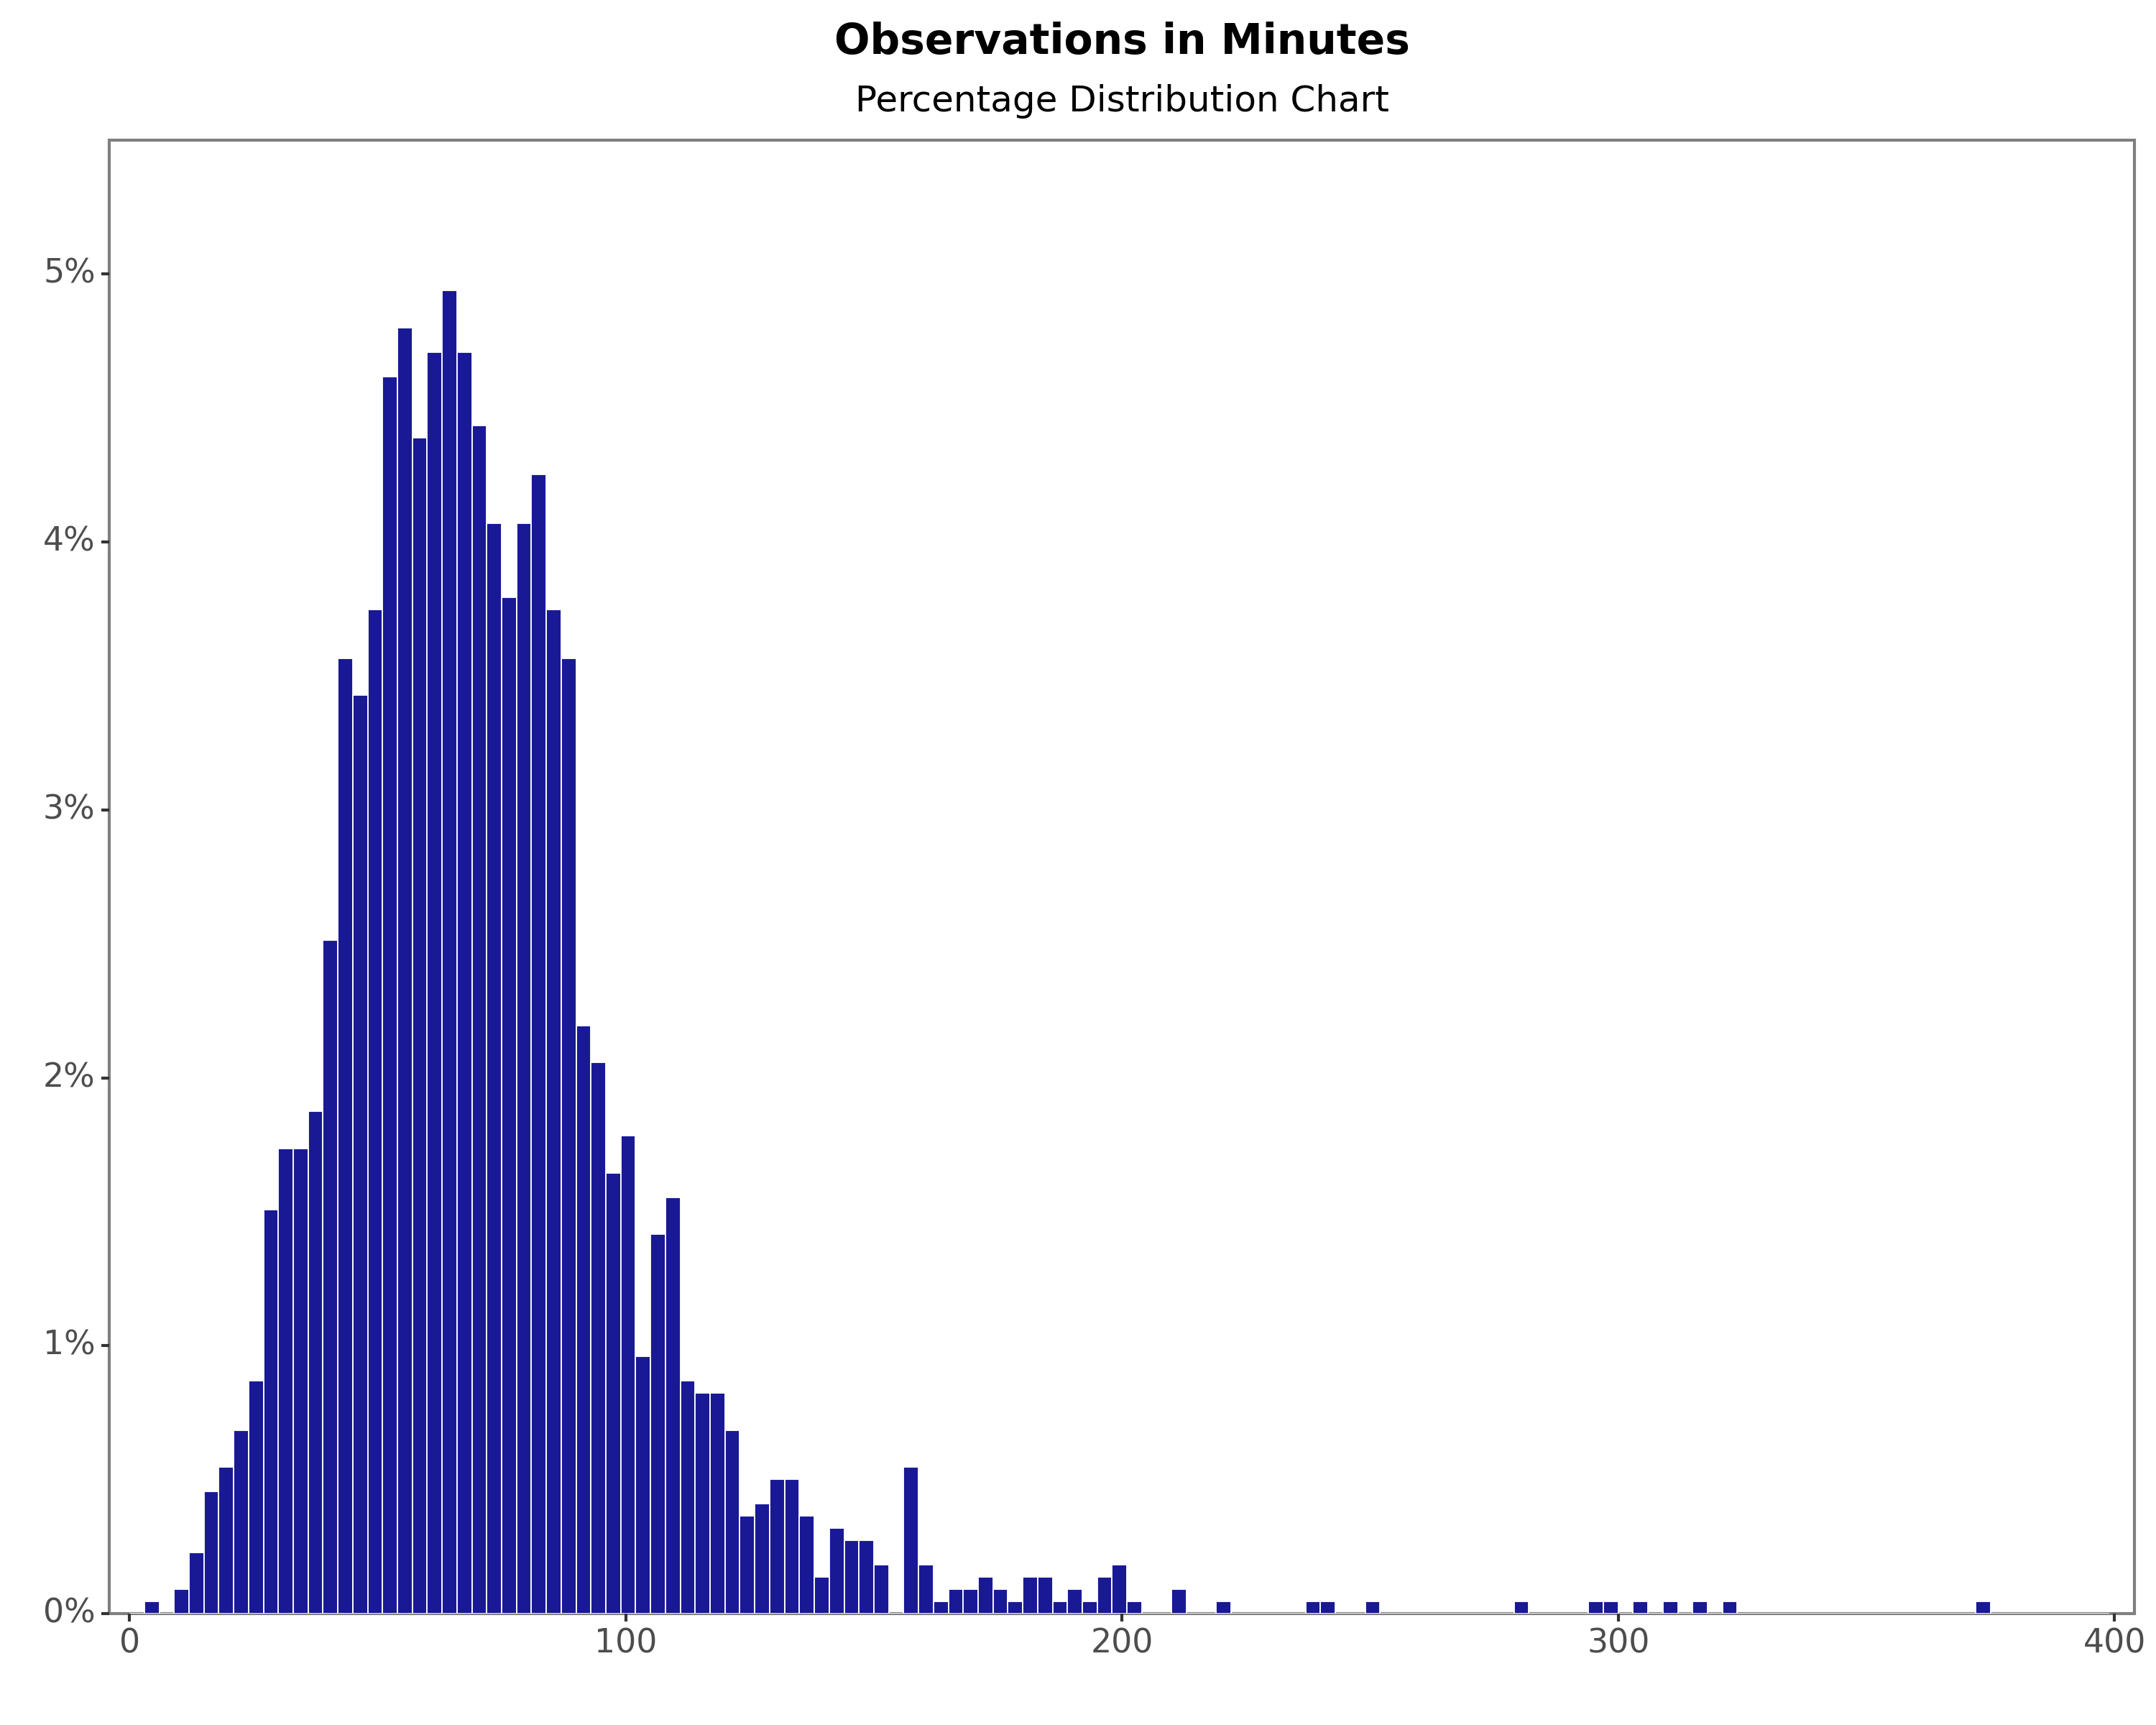 Observations in Minutes
Percentage Distribution Chart
5%
4%
3%
2%
1%
0%
0 100 200 300 400